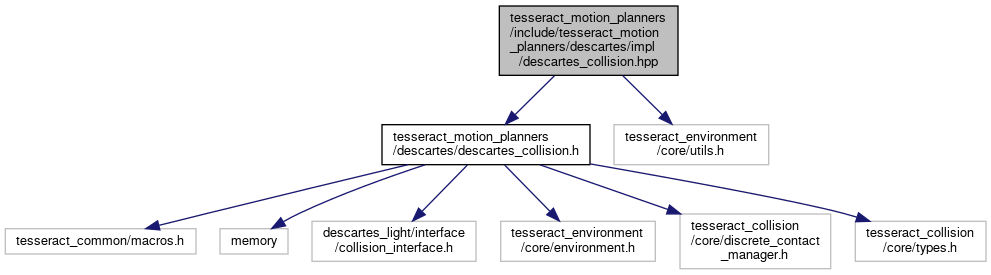 tesseract_motion_planners
/include/tesseract_motion
_planners/descartes/impl
/descartes_collision.hpp
tesseract_motion_planners
/descartes/descartes_collision.h
tesseract_environment
/core/utils.h
tesseract_common/macros.h
memory
descartes_light/interface
/collision_interface.h
tesseract_environment
/core/environment.h
tesseract_collision
/core/discrete_contact
_manager.h
tesseract_collision
/core/types.h